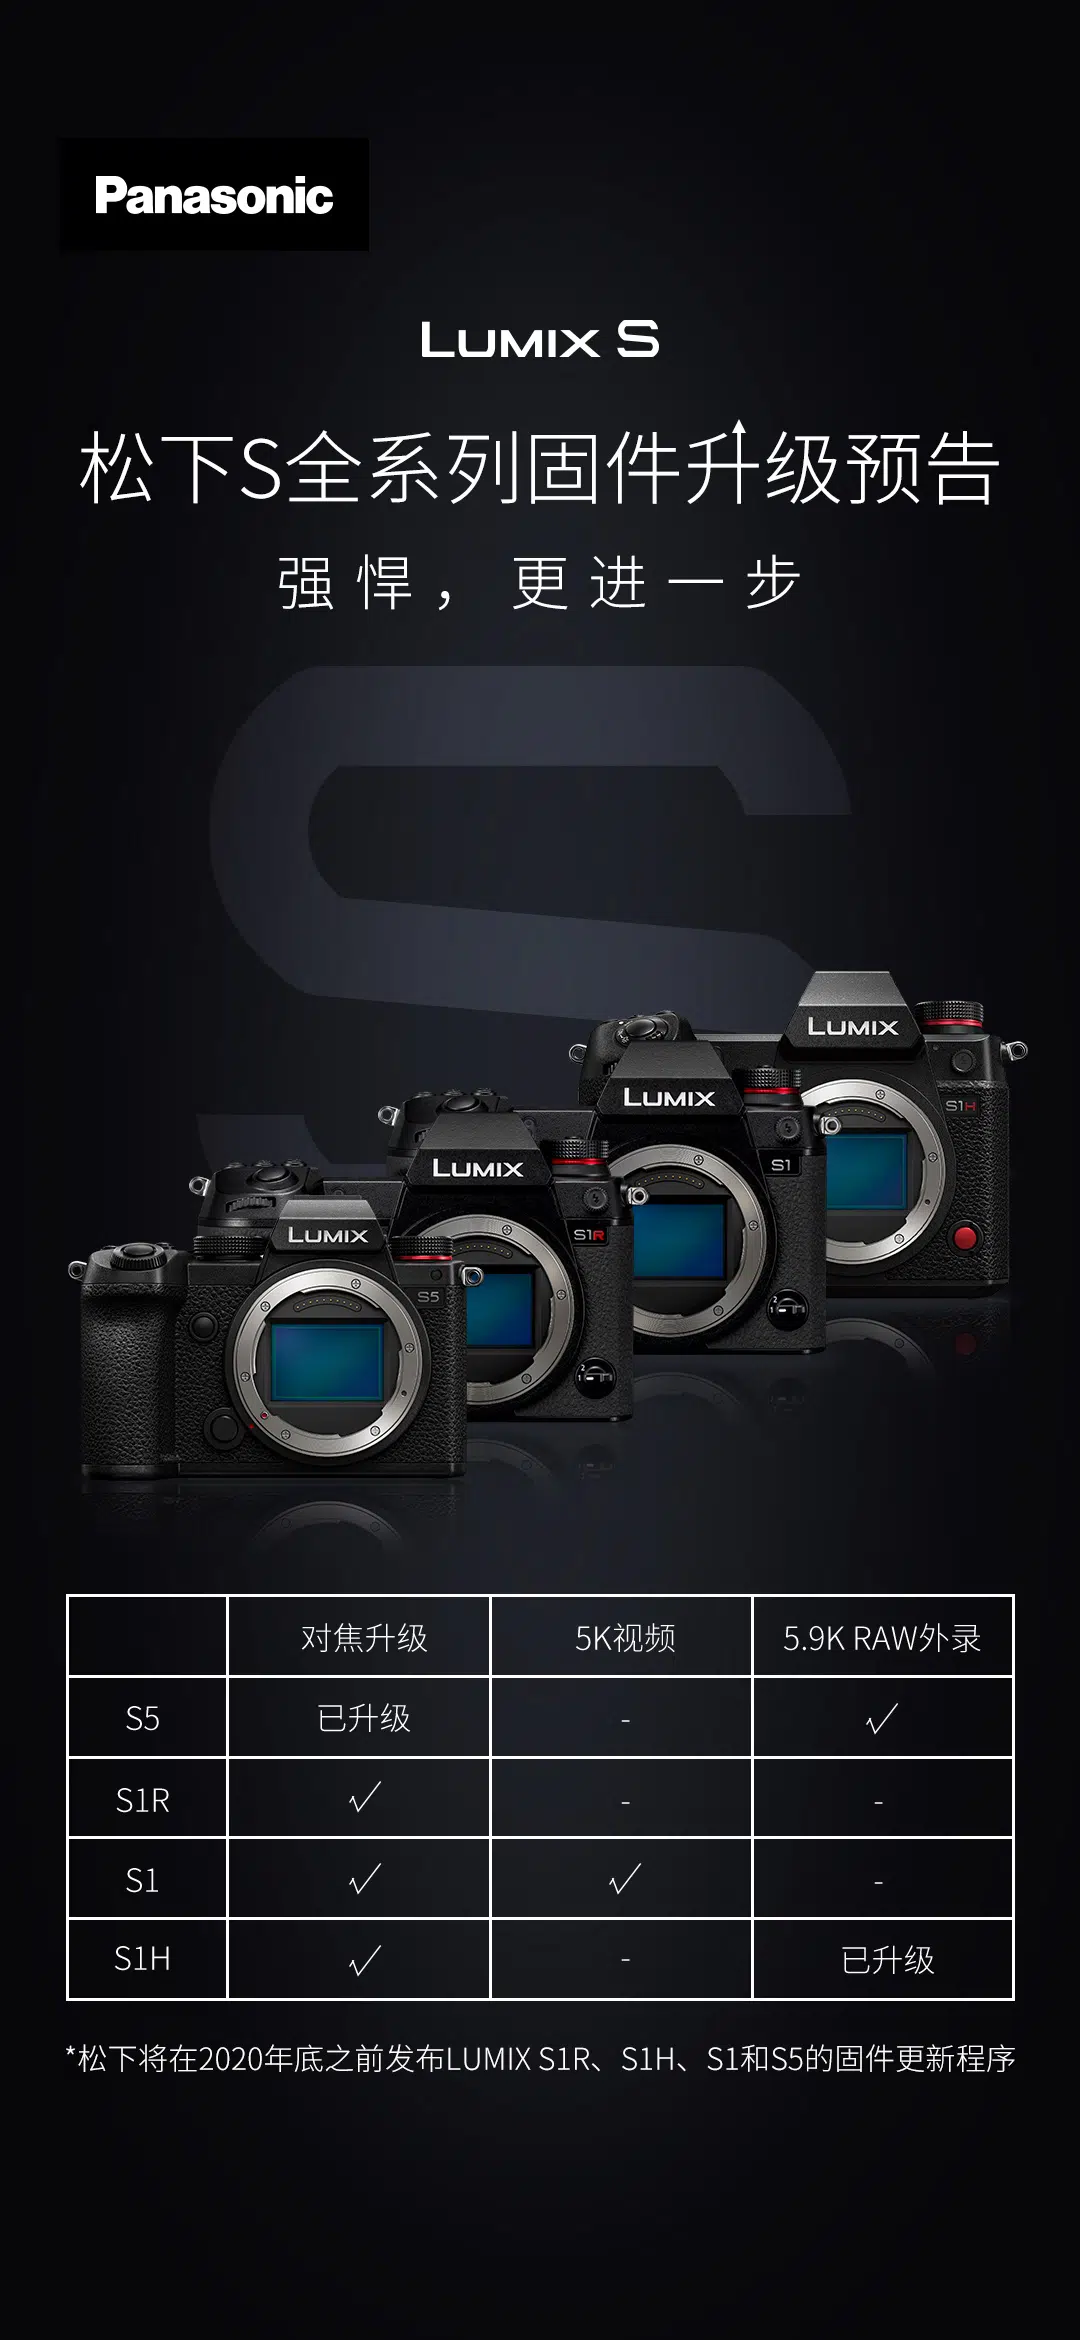 Panasonic
LUMIX S
松下S全系列固件升级预告
强悍，更进一步
LUMIX
S1H
LUMIX
S1
LUMIX
S1R
LUMIX
S5
对焦升级 5K视频 5.9K RAW外录
S5 已升级 - √
S1R √ - -
S1 √ √ -
S1H √ - 已升级
*松下将在2020年底之前发布LUMIX S1R、S1H、S1和S5的固件更新程序